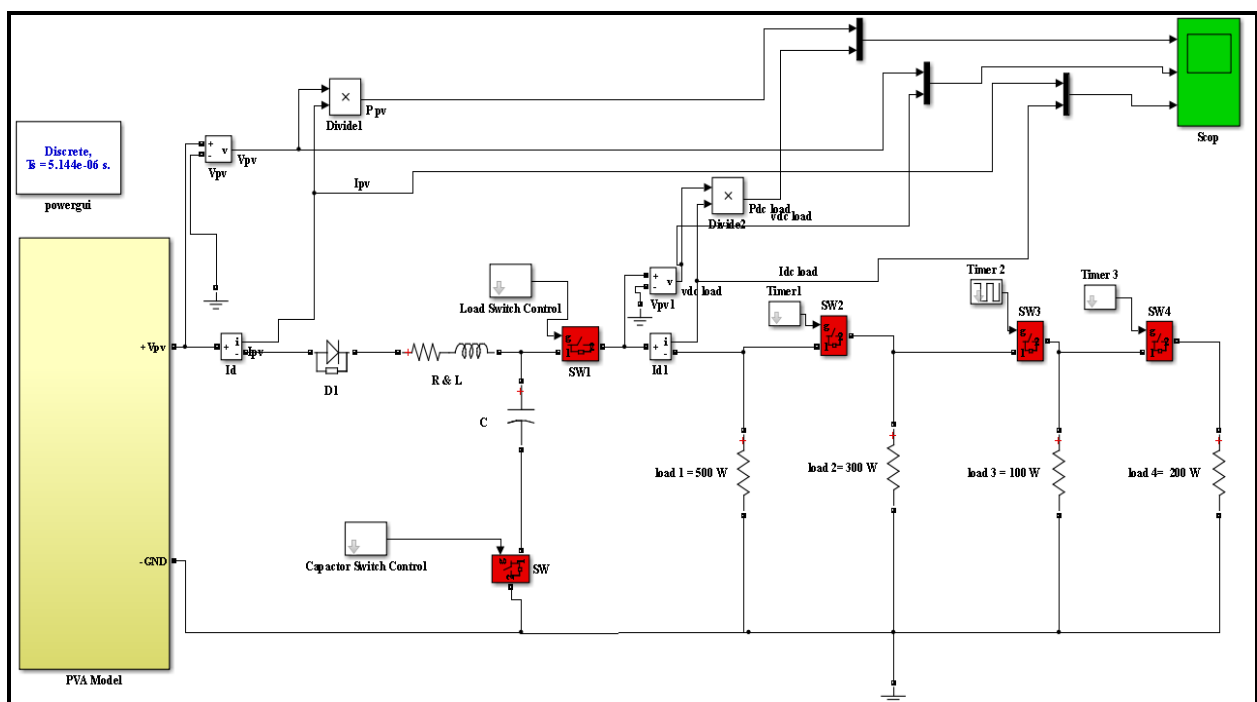 Ppv
Divide1
Scop
Discrete,
Ts = 5.144e-06 s.
powergui
+
-
v
Vpv
Vpv
Ipv
×
×
Pdc load
vdc load
Divide2
Idc load
+
-
v
vdc load
Vpv1
Load Switch Control
Timer1
SW2
Timer 2
SW3
Timer 3
SW4
+Vpv
+
i
-
Ipv
Id
D1
R & L
SW1
+
i
-
Id1
C
load 1 = 500 W
load 2= 300 W
load 3 = 100 W
load 4= 200 W
-GND
Capactor Switch Control
SW
PVA Model